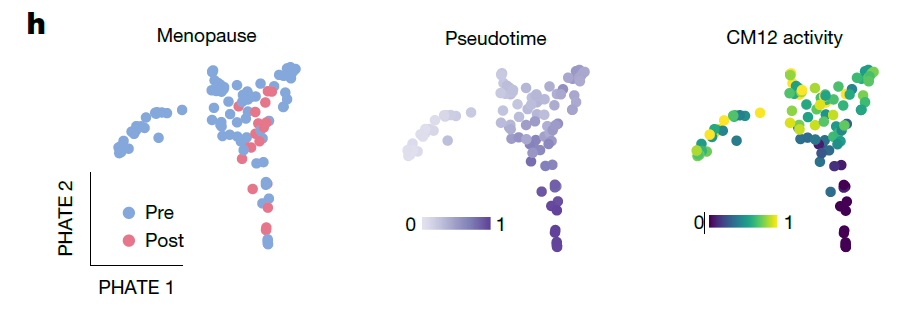 h
Menopause
Pseudotime
CM12 activity
PHATE 2
Pre
Post
PHATE 1
0 1
0 1